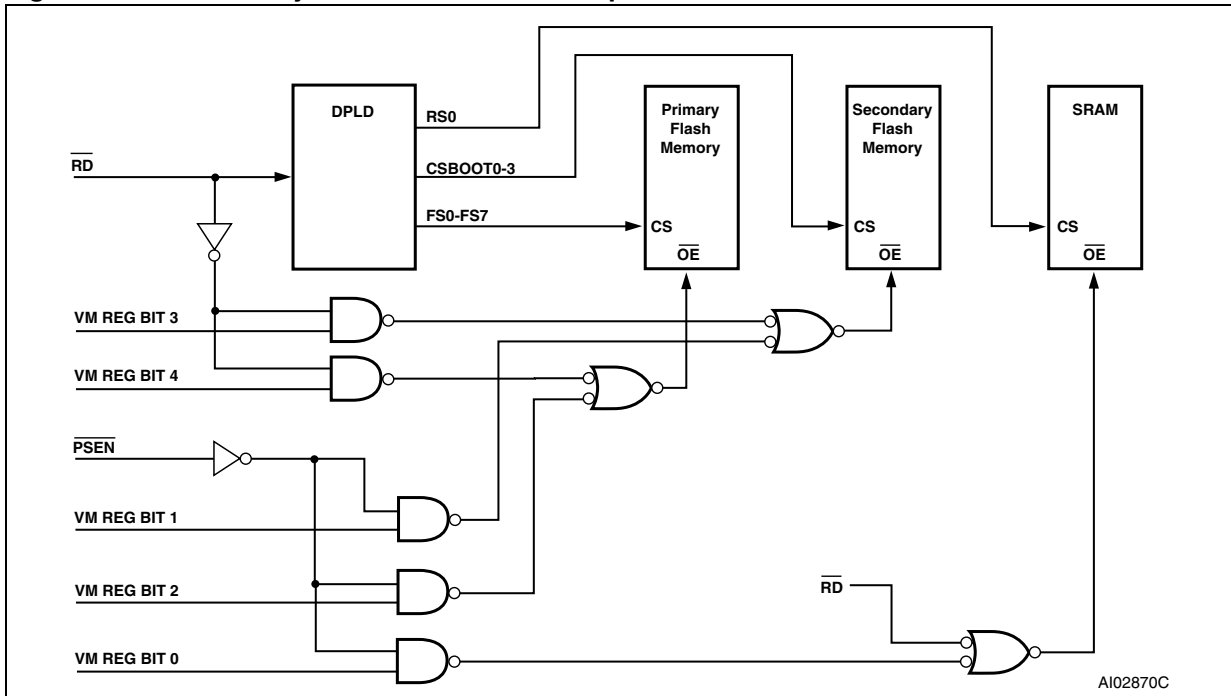 DPLD
RS0
CSBOOT0-3
FS0-FS7
Primary
Flash
Memory
CS
OE
Secondary
Flash
Memory
CS
OE
SRAM
CS
OE
RD
VM REG BIT 3
VM REG BIT 4
PSEN
VM REG BIT 1
VM REG BIT 2
VM REG BIT 0
RD
AI02870C